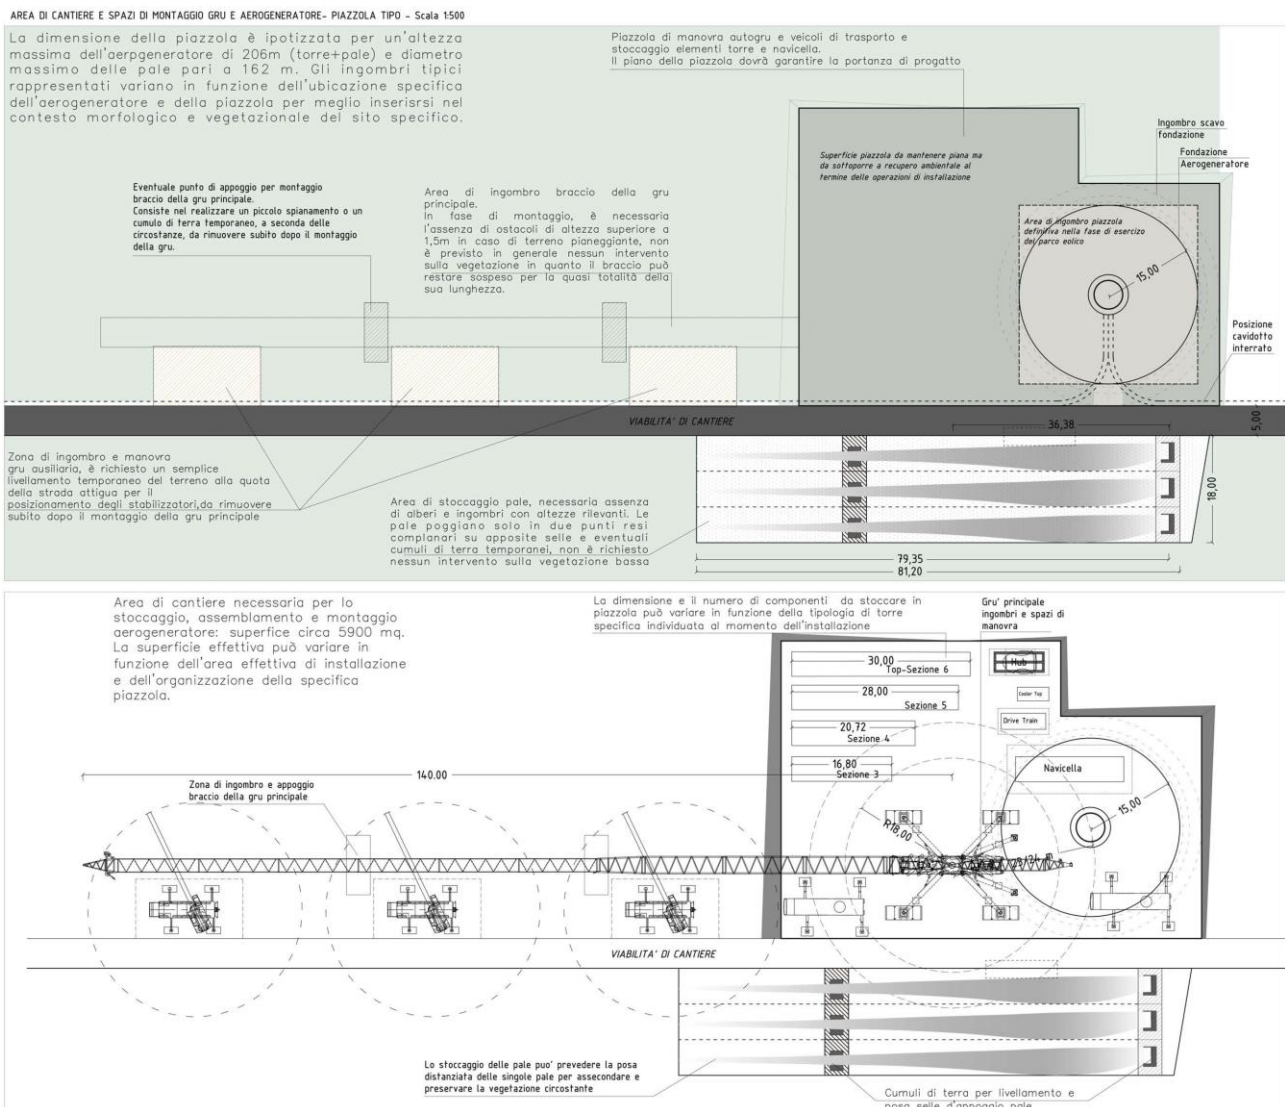 AREA DI CANTIERE E SPAZI DI MONTAGGIO GRU E AEROGENERATORE- PIAZZOLA TIPO - Scala 1:500
La dimensione della piazzola è ipotizzata per un'altezza
massima dell'aerpgeneratore di 206m (torre+pale) e diametro
massimo delle pale pari a 162 m. Gli ingombri tipici
rappresentati variano in funzione dell'ubicazione specifica
dell'aerogeneratore e della piazzola per meglio inserisrsi nel
contesto morfologico e vegetazionale del sito specifico.
Piazzola di manovra autogru e veicoli di trasporto e
stoccaggio elementi torre e navicella.
Il piano della piazzola dovrà garantire la portanza di progatto
Ingombro scavo
fondazione
Fondazione
Aerogeneratore
Superficie piazzola da mantenere piana ma
da sottoporre a recupero ambientale al
termine delle operazioni di installazione
Eventuale punto di appoggio per montaggio
braccio della gru principale.
Consiste nel realizzare un piccolo spianamento o un
cumulo di terra temporaneo, a seconda delle
circostanze, da rimuovere subito dopo il montaggio
della gru.
Area di ingombro braccio della gru
principale.
In fase di montaggio, è necessaria
l'assenza di ostacoli di altezza superiore a
1,5m in caso di terreno pianeggiante, non
è previsto in generale nessun intervento
sulla vegetazione in quanto il braccio può
restare sospeso per la quasi totalità della
sua lunghezza.
Area di ingombro piazzola
definitiva nella fase di esercizo
del parco eolico
15,00
Posizione
cavidotto
interrato
VIABILITA' DI CANTIERE
36,38
5,00
Zona di ingombro e manovra
gru ausiliaria, è richiesto un semplice
livellamento temporaneo del terreno alla quota
della strada attigua per il
posizionamento degli stabilizzatori,da rimuovere
subito dopo il montaggio della gru principale
Area di stoccaggio pale, necessaria assenza
di alberi e ingombri con altezze rilevanti. Le
pale poggiano solo in due punti resi
complanari su apposite selle e eventuali
cumuli di terra temporanei, non è richiesto
nessun intervento sulla vegetazione bassa
18,00
79,35
81,20
Area di cantiere necessaria per lo
stoccaggio, assemblamento e montaggio
aerogeneratore: superfice circa 5900 mq.
La superficie effettiva può variare in
funzione dell'area effettiva di installazione
e dell'organizzazione della specifica
piazzola.
La dimensione e il numero di componenti da stoccare in
piazzola può variare in funzione della tipologia di torre
specifica individuata al momento dell'installazione
Gru' principale
ingombri e spazi di
manovra
30,00
Top-Sezione 6
Hub
28,00
Sezione 5
Cooler Top
Drive Train
20,72
Sezione 4
16,80
Sezione 3
Navicella
140.00
Zona di ingombro e appoggio
braccio della gru principale
15,00
R18,00
VIABILITA' DI CANTIERE
Lo stoccaggio delle pale puo' prevedere la posa
distanziata delle singole pale per assecondare e
preservare la vegetazione circostante
Cumuli di terra per livellamento e
posa selle d'appoggio pale